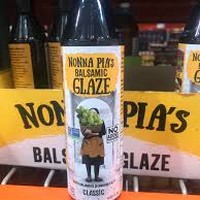 NONNA PIA'S
BALSAMIC
GLAZE
NO
CLASSIC
NONNA PIA'S
BALSAMIC GLAZE